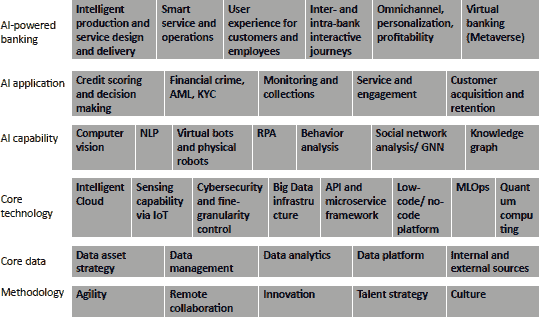 AI-powered banking
Intelligent production and service design and delivery
Smart service and operations
User experience for customers and employees
Inter- and intra-bank interactive journeys
Omnichannel, personalization, profitability
Virtual banking (Metaverse)
AI application
Credit scoring and decision making
Financial crime, AML, KYC
Monitoring and collections
Service and engagement
Customer acquisition and retention
AI capability
Computer vision
NLP
Virtual bots and physical robots
RPA
Behavior analysis
Social network analysis/ GNN
Knowledge graph
Core technology
Intelligent Cloud
Sensing capability via IoT
Cybersecurity and fine-granularity control
Big Data infrastructure
API and microservice framework
Low-code/ no-code platform
MLOps
Quantum computing
Core data
Data asset strategy
Data management
Data analytics
Data platform
Internal and external sources
Methodology
Agility
Remote collaboration
Innovation
Talent strategy
Culture